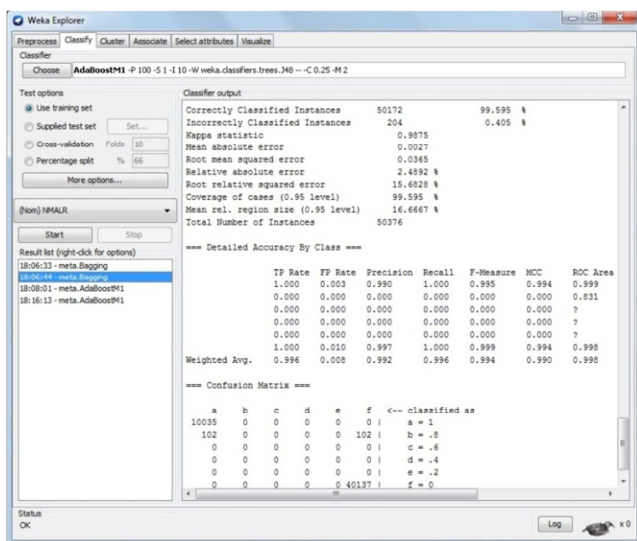 Weka Explorer
Preprocess Classify Cluster Associate Select attributes Visualize
Classifier
Choose AdaBoostM1 -P 100 -S 1 -I 10 -W weka.classifiers.trees.J48 -- -C 0.25 -M 2
Test options
Use training set
Supplied test set Set...
Cross-validation Folds 10
Percentage split % 66
More options...
(Nom) NMALR
Start Stop
Result list (right-click for options)
18:06:33 - meta.Bagging
18:06:44 - meta.Bagging
18:08:01 - meta.AdaBoostM1
18:16:13 - meta.AdaBoostM1
Classifier output
Correctly Classified Instances 50172 99.595 %
Incorrectly Classified Instances 204 0.405 %
Kappa statistic 0.9875
Mean absolute error 0.0027
Root mean squared error 0.0365
Relative absolute error 2.4892 %
Root relative squared error 15.6828 %
Coverage of cases (0.95 level) 99.595 %
Mean rel. region size (0.95 level) 16.6667 %
Total Number of Instances 50376
=== Detailed Accuracy By Class ===
TP Rate FP Rate Precision Recall F-Measure MCC ROC Area
1.000 0.003 0.990 1.000 0.995 0.994 0.999
0.000 0.000 0.000 0.000 0.000 0.000 0.831
0.000 0.000 0.000 0.000 0.000 0.000 ?
0.000 0.000 0.000 0.000 0.000 0.000 ?
0.000 0.000 0.000 0.000 0.000 0.000 ?
1.000 0.010 0.997 1.000 0.999 0.994 0.998
Weighted Avg. 0.996 0.008 0.992 0.996 0.994 0.990 0.998
=== Confusion Matrix ===
a b c d e f <-- classified as
10035 0 0 0 0 0 | a = 1
102 0 0 0 0 102 | b = .8
0 0 0 0 0 0 | c = .6
0 0 0 0 0 0 | d = .4
0 0 0 0 0 0 | e = .2
0 0 0 0 0 40137 | f = 0
Status
OK
Log
x 0